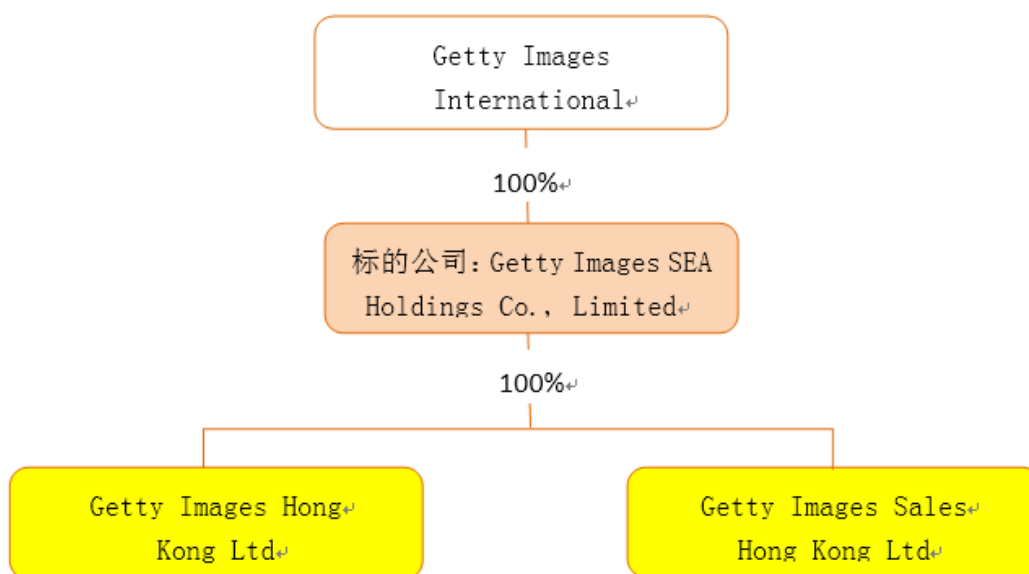 Getty Images
International↵
100%↵
标的公司：Getty Images SEA
Holdings Co., Limited↵
100%↵
Getty Images Hong↵
Kong Ltd↵
Getty Images Sales↵
Hong Kong Ltd↵